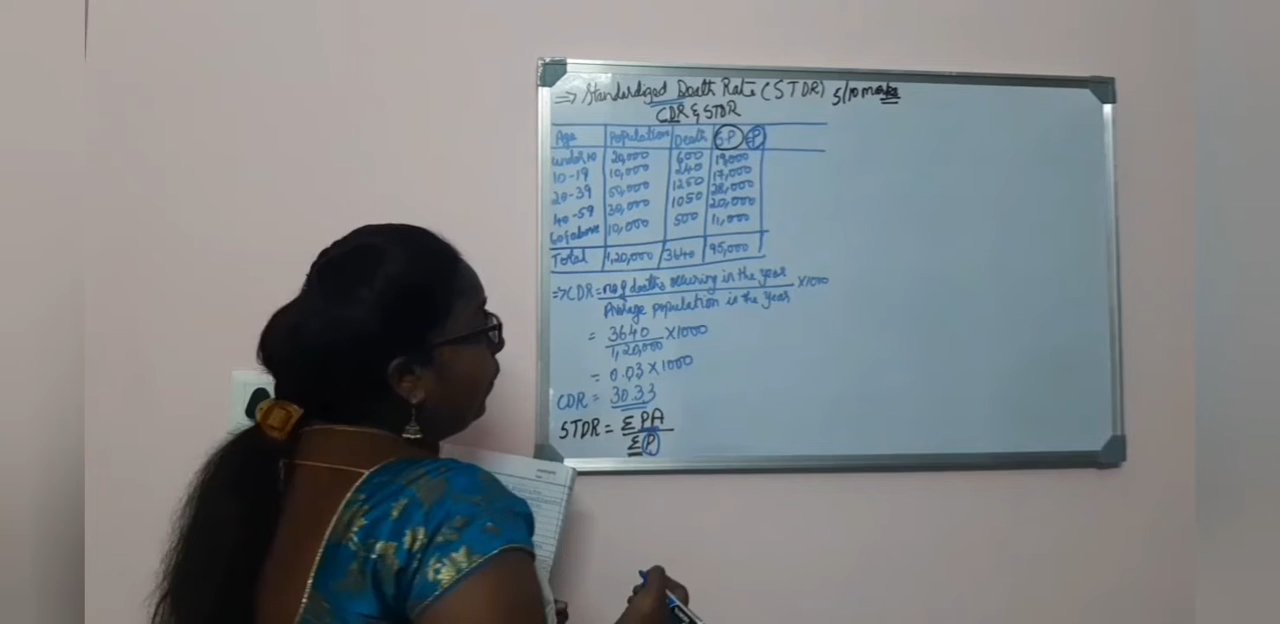 => Standerdized Death Rate (STDR) 5/10 marks
CDR & STDR
Age Population Death S.P (P)
under 10 20,000 600 19,000
10-19 10,000 240 17,000
20-39 50,000 1250 28,000
40-59 30,000 1050 20,000
60 & above 10,000 500 11,000
Total 1,20,000 3640 95,000
=> CDR = no of deaths occuring in the year × 1000
Average population in the year
= 3640 × 1000
1,20,000
= 0.03 × 1000
CDR = 30.33
STDR = Σ PA
Σ P